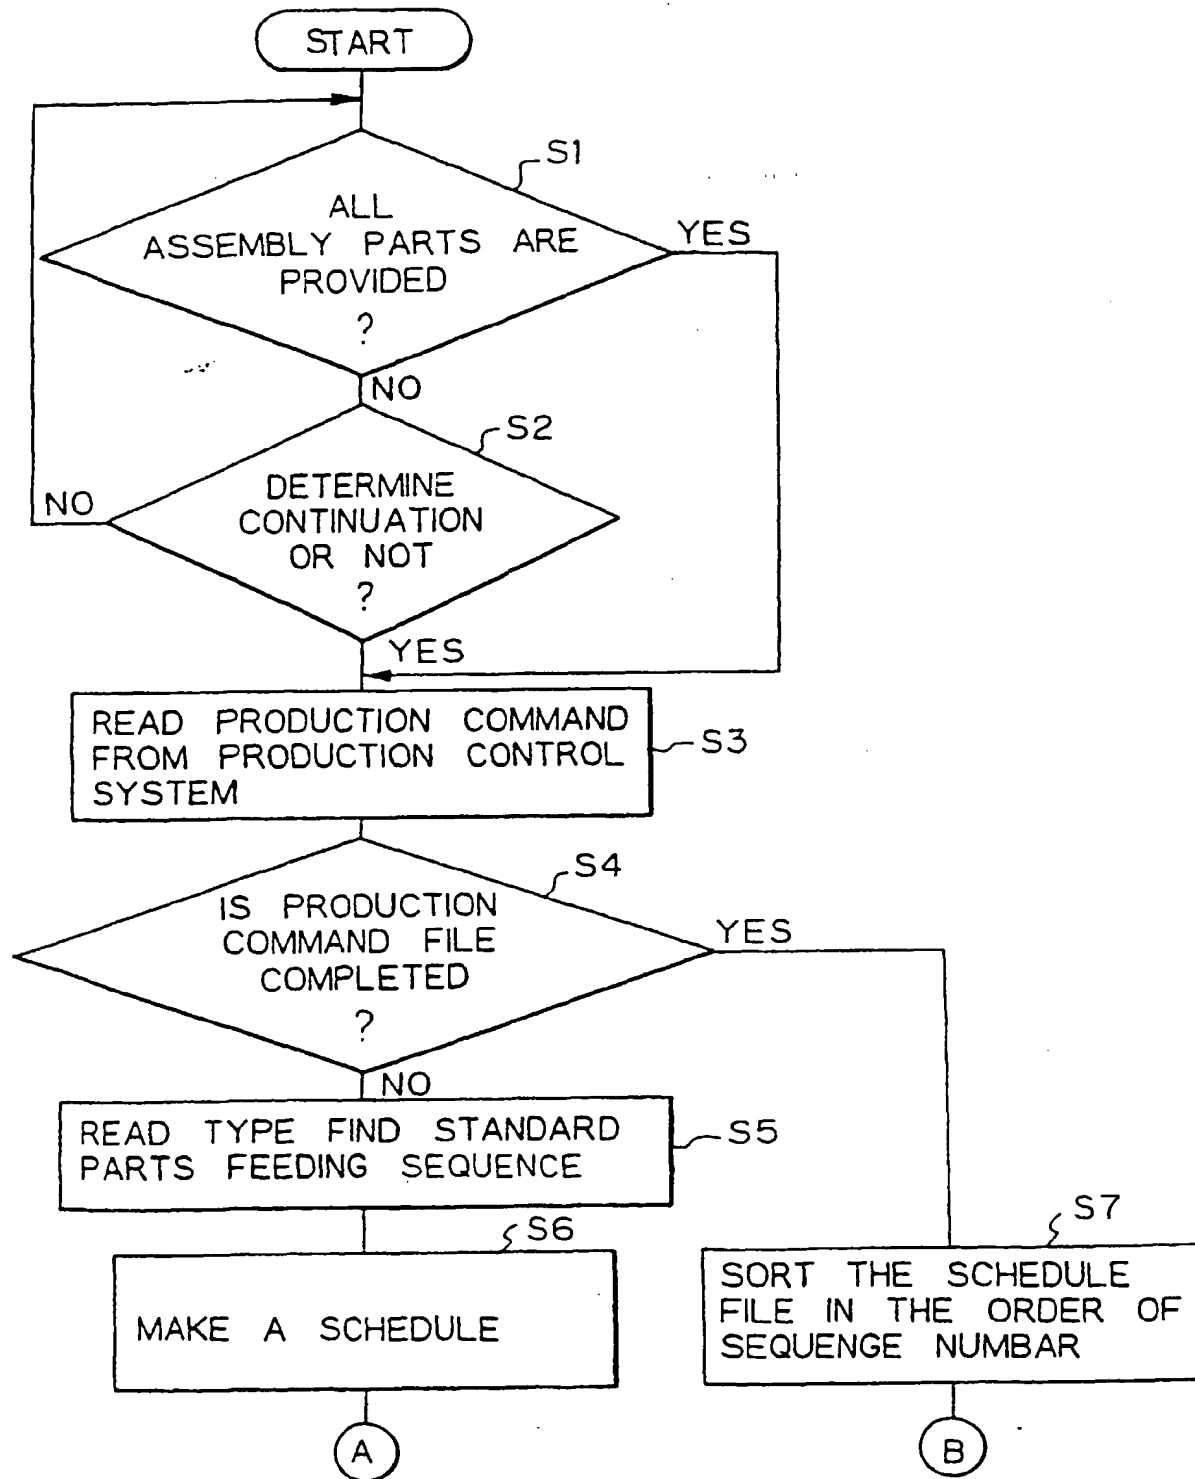 START
S1
ALL
ASSEMBLY PARTS ARE
PROVIDED
?
YES
NO
S2
DETERMINE
CONTINUATION
OR NOT
?
NO
YES
READ PRODUCTION COMMAND
FROM PRODUCTION CONTROL
SYSTEM
S3
S4
IS PRODUCTION
COMMAND FILE
COMPLETED
?
YES
NO
READ TYPE FIND STANDARD
PARTS FEEDING SEQUENCE
S5
S6
MAKE A SCHEDULE
S7
SORT THE SCHEDULE
FILE IN THE ORDER OF
SEQUENGE NUMBAR
A
B